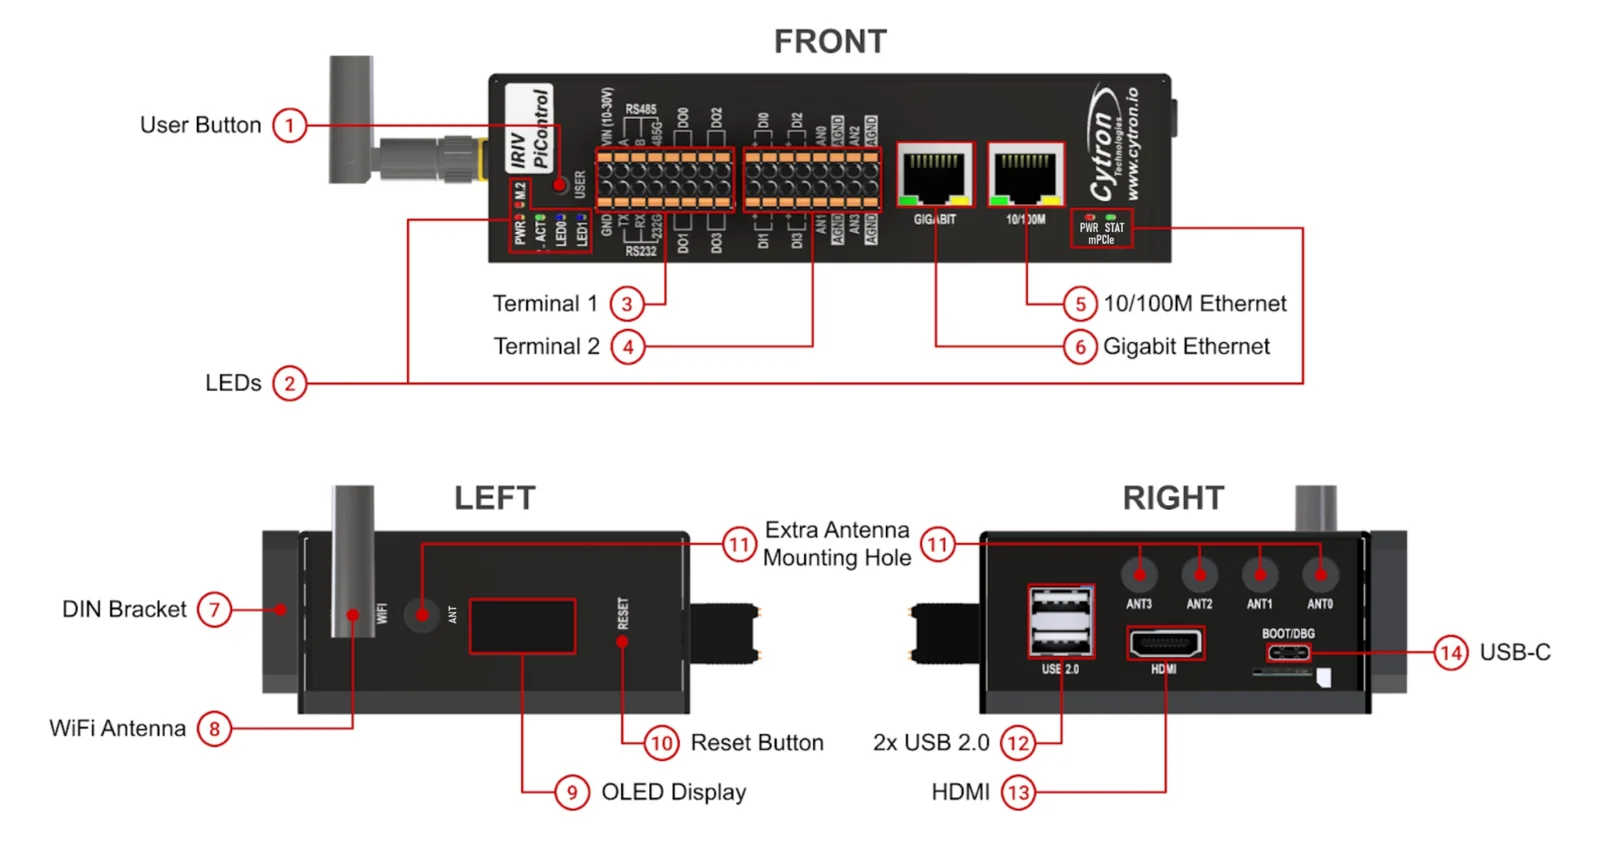 FRONT
User Button 1
IRIV
PiControl
USER
M.2
PWR
ACT
LED0
LED1
VIN (10-30V)
RS485
A
B
485G
DO0
DO2
GND
TX
RX
232G
RS232
DO1
DO3
DI0
DI2
AN0
AGND
AN2
AGND
+ - + -
DI1
DI3
AN1
AGND
AN3
AGND
GIGABIT
10/100M
Cytron
Technologies
www.cytron.io
PWR STAT
mPCIe
Terminal 1 3
5 10/100M Ethernet
Terminal 2 4
6 Gigabit Ethernet
LEDs 2
LEFT
RIGHT
11 Extra Antenna 11
Mounting Hole
DIN Bracket 7
WiFi
ANT
RESET
WiFi Antenna 8
10 Reset Button
9 OLED Display
ANT3 ANT2 ANT1 ANT0
BOOT/DBG
USB 2.0
HDMI
14 USB-C
2x USB 2.0 12
HDMI 13